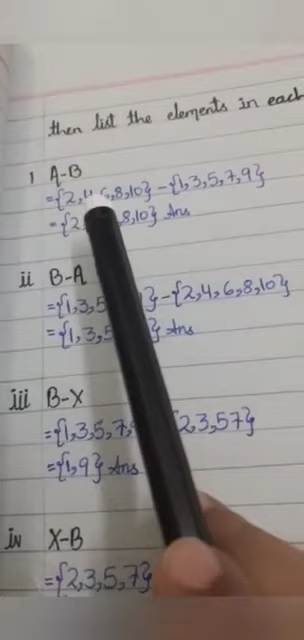 then list the elements in each
i A-B
={2,4,6,8,10} - {1,3,5,7,9}
={2, 8,10} Ans
ii B-A
={1,3,5 } - {2,4,6,8,10}
={1,3,5 } Ans
iii B-X
={1,3,5,7, {2,3,57}
={1,9} Ans
iv X-B
={2,3,5,7}